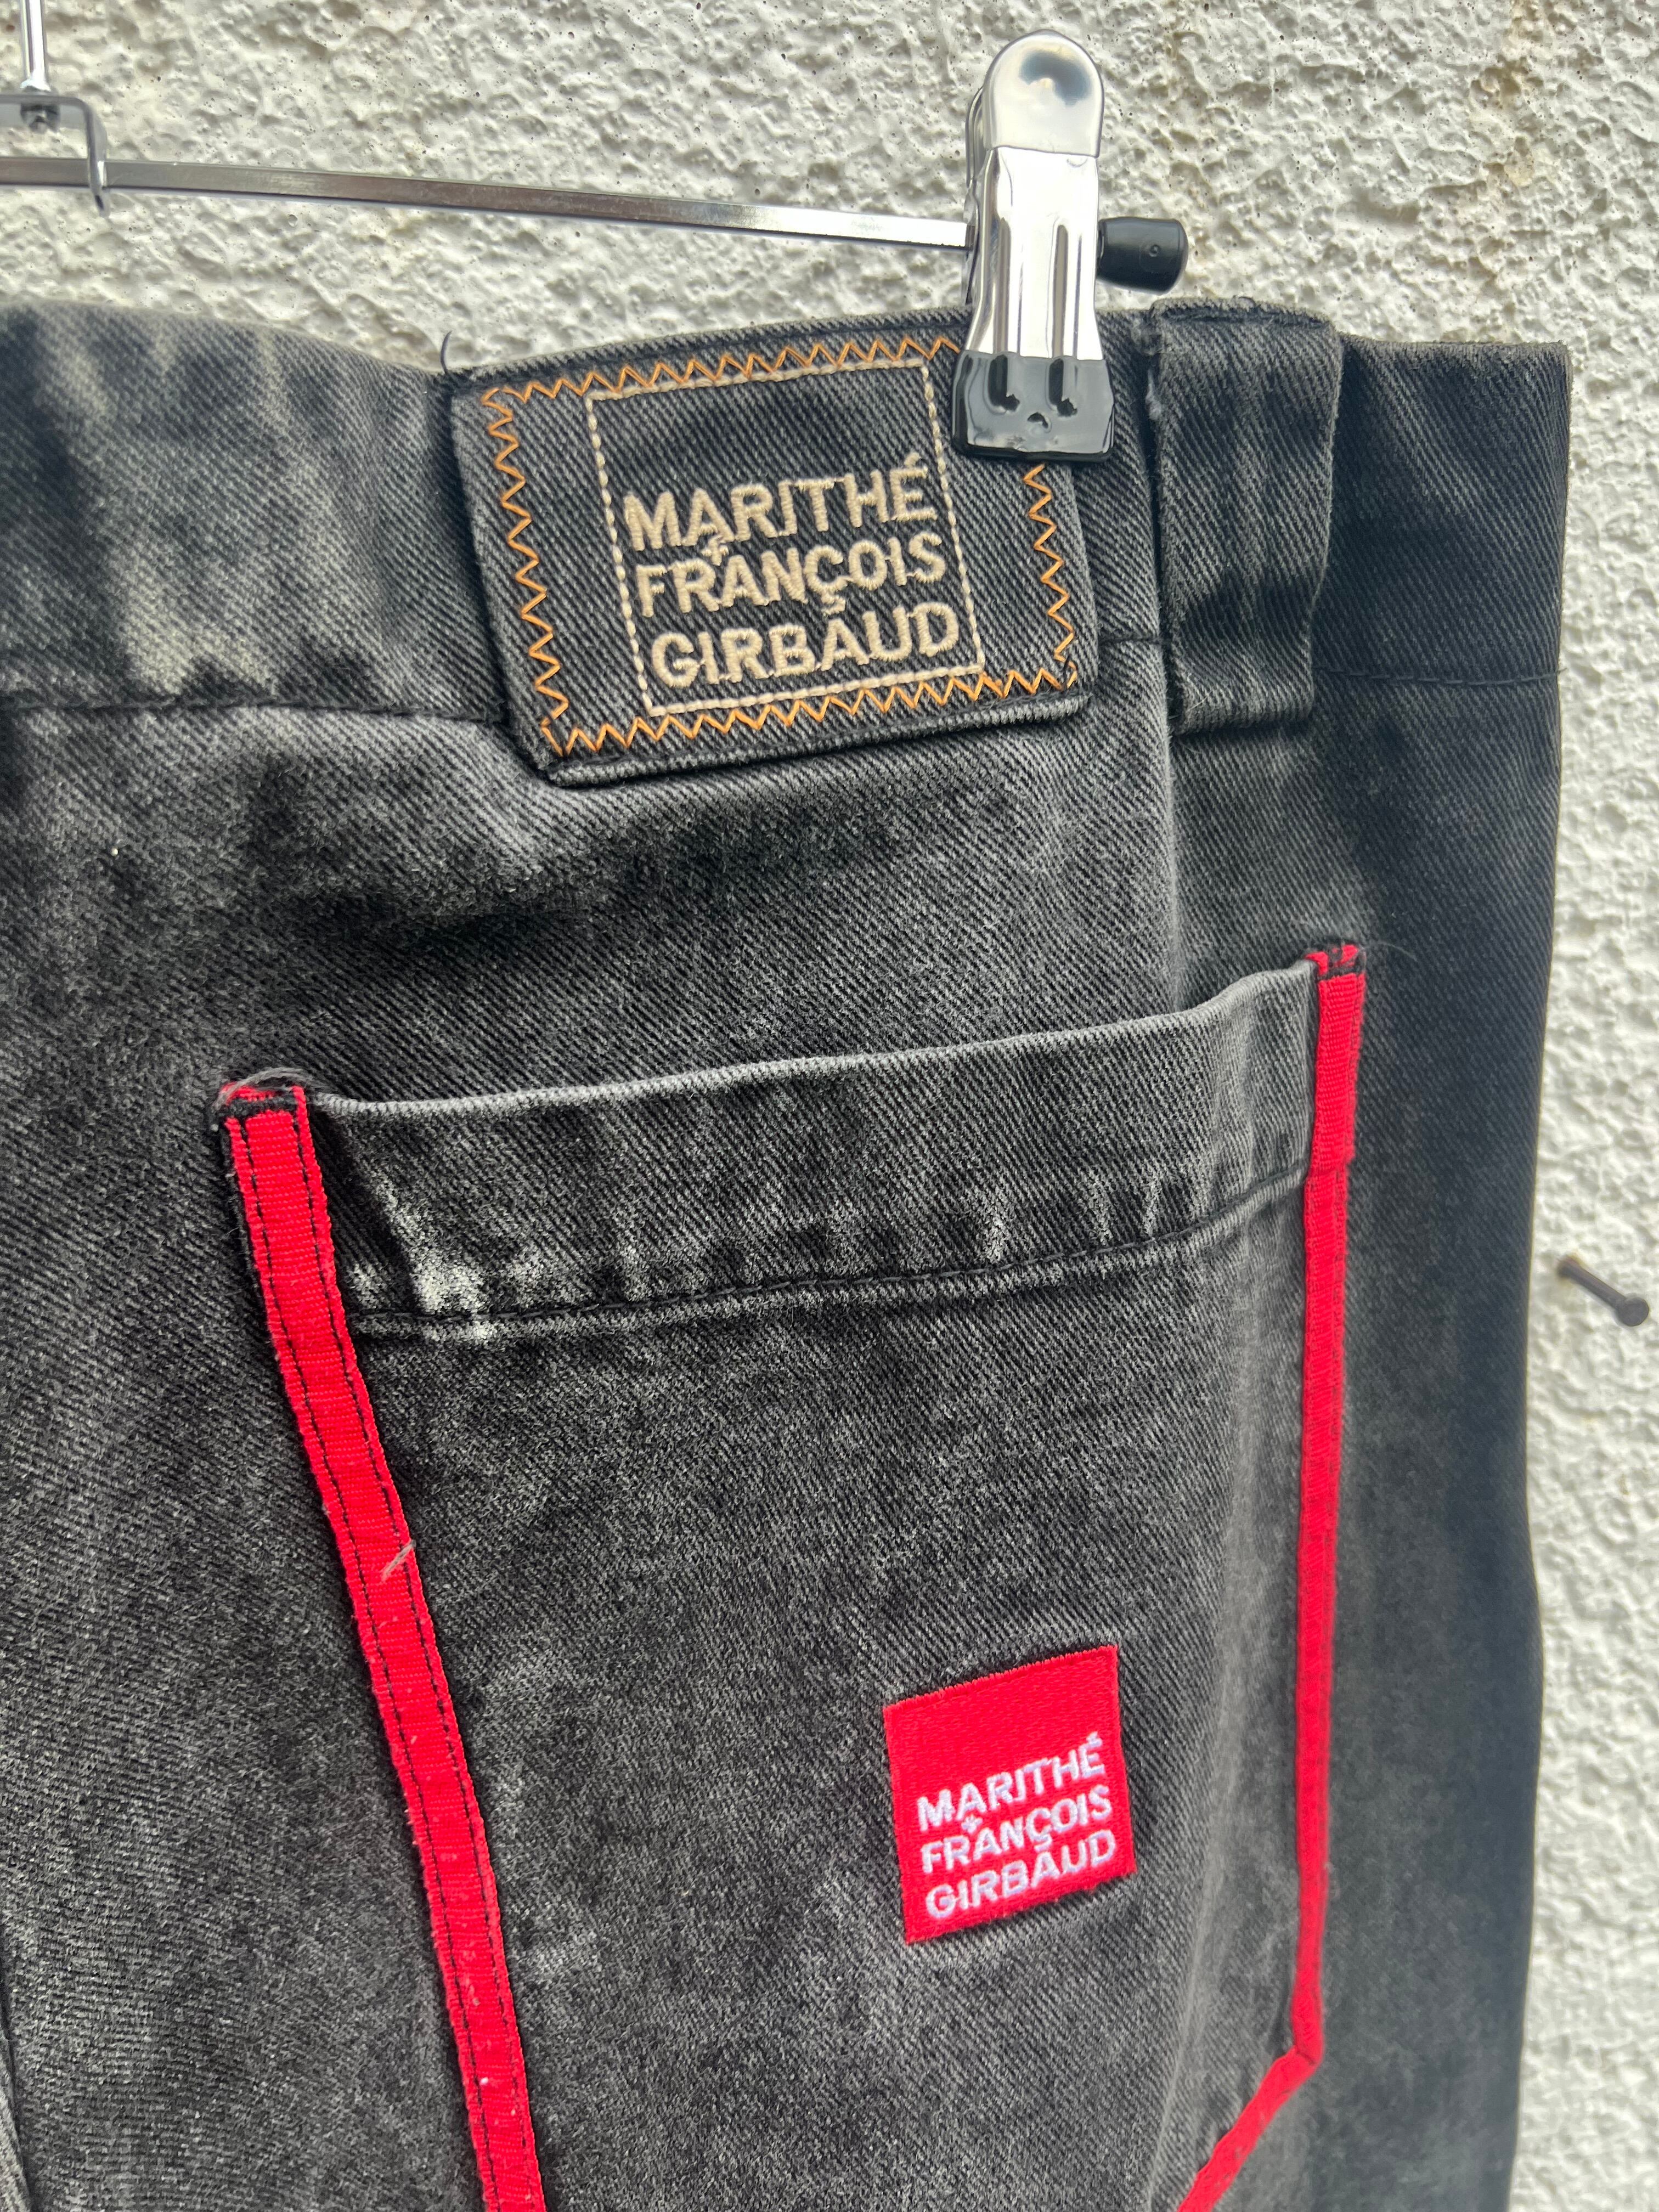 MARITHÉ
+
FRANÇOIS
GIRBAUD
MARITHÉ
+
FRANÇOIS
GIRBAUD